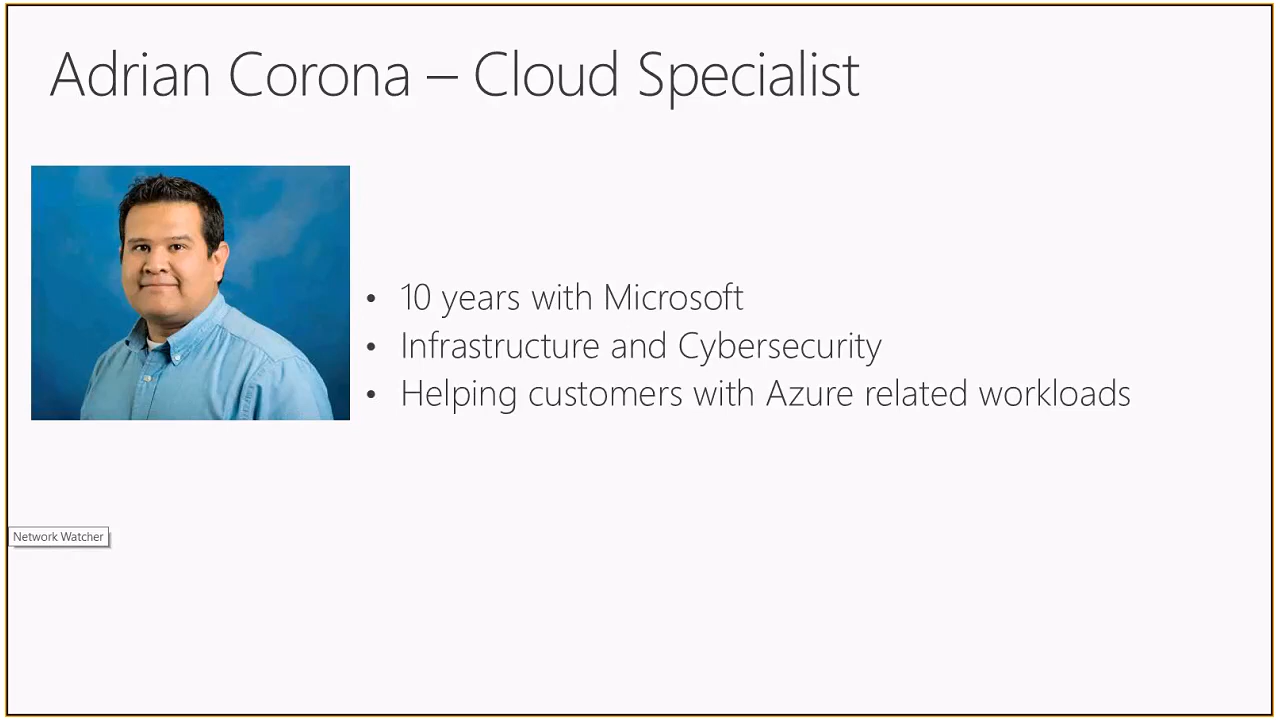 Adrian Corona – Cloud Specialist
• 10 years with Microsoft
• Infrastructure and Cybersecurity
• Helping customers with Azure related workloads
Network Watcher